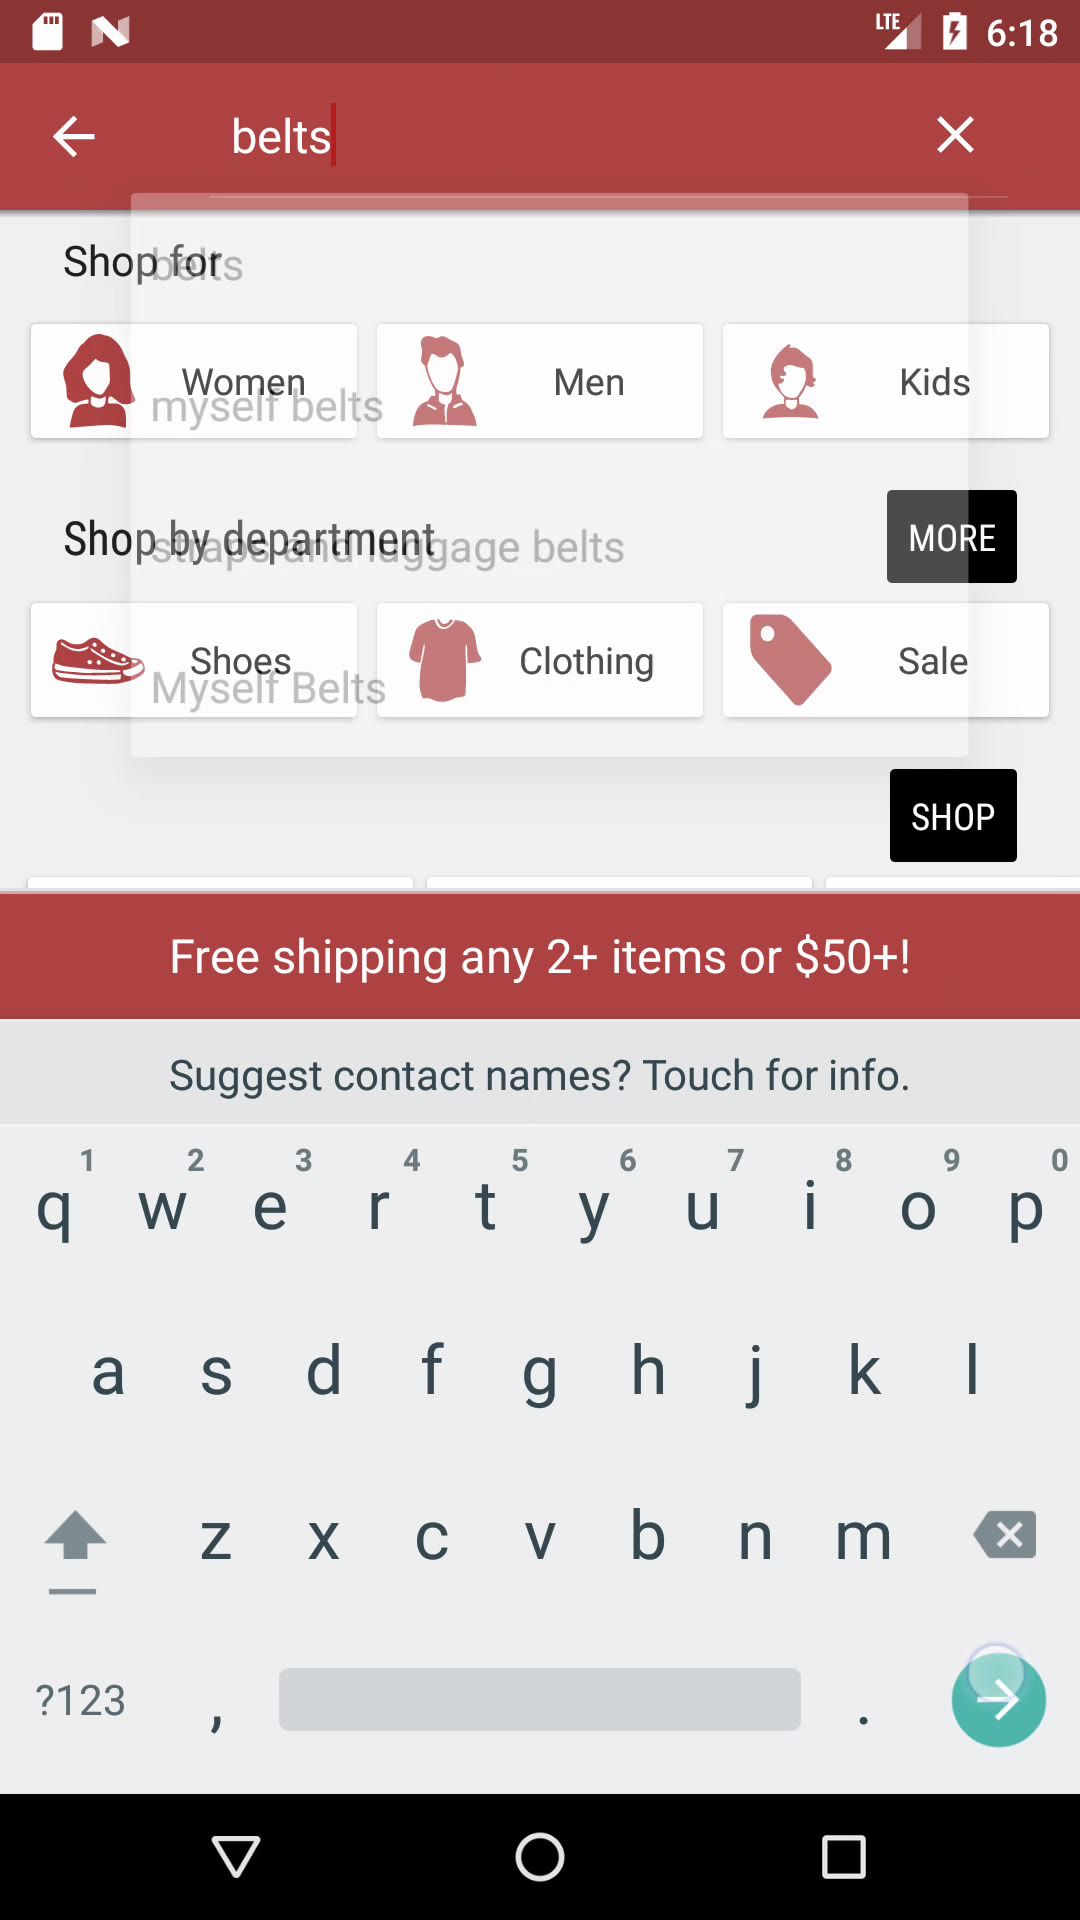 LTE 6:18
belts
Shop for
belts
Women Men Kids
myself belts
Shop by department MORE
straps and luggage belts
Shoes Clothing Sale
Myself Belts
SHOP
Free shipping any 2+ items or $50+!
Suggest contact names? Touch for info.
1 2 3 4 5 6 7 8 9 0
q w e r t y u i o p
a s d f g h j k l
z x c v b n m
?123 , .